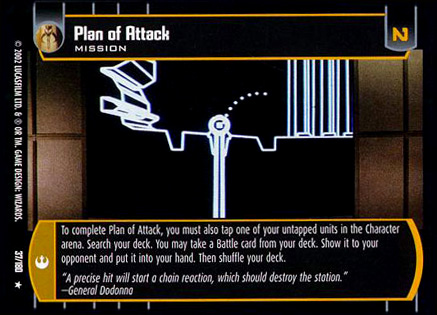 Plan of Attack
MISSION
To complete Plan of Attack, you must also tap one of your untapped units in the Character
arena. Search your deck. You may take a Battle card from your deck. Show it to your
opponent and put it into your hand. Then shuffle your deck.
“A precise hit will start a chain reaction, which should destroy the station.”
–General Dodonna
© 2002 LUCASFILM LTD. & ® OR TM. GAME DESIGN: WIZARDS.
37/180